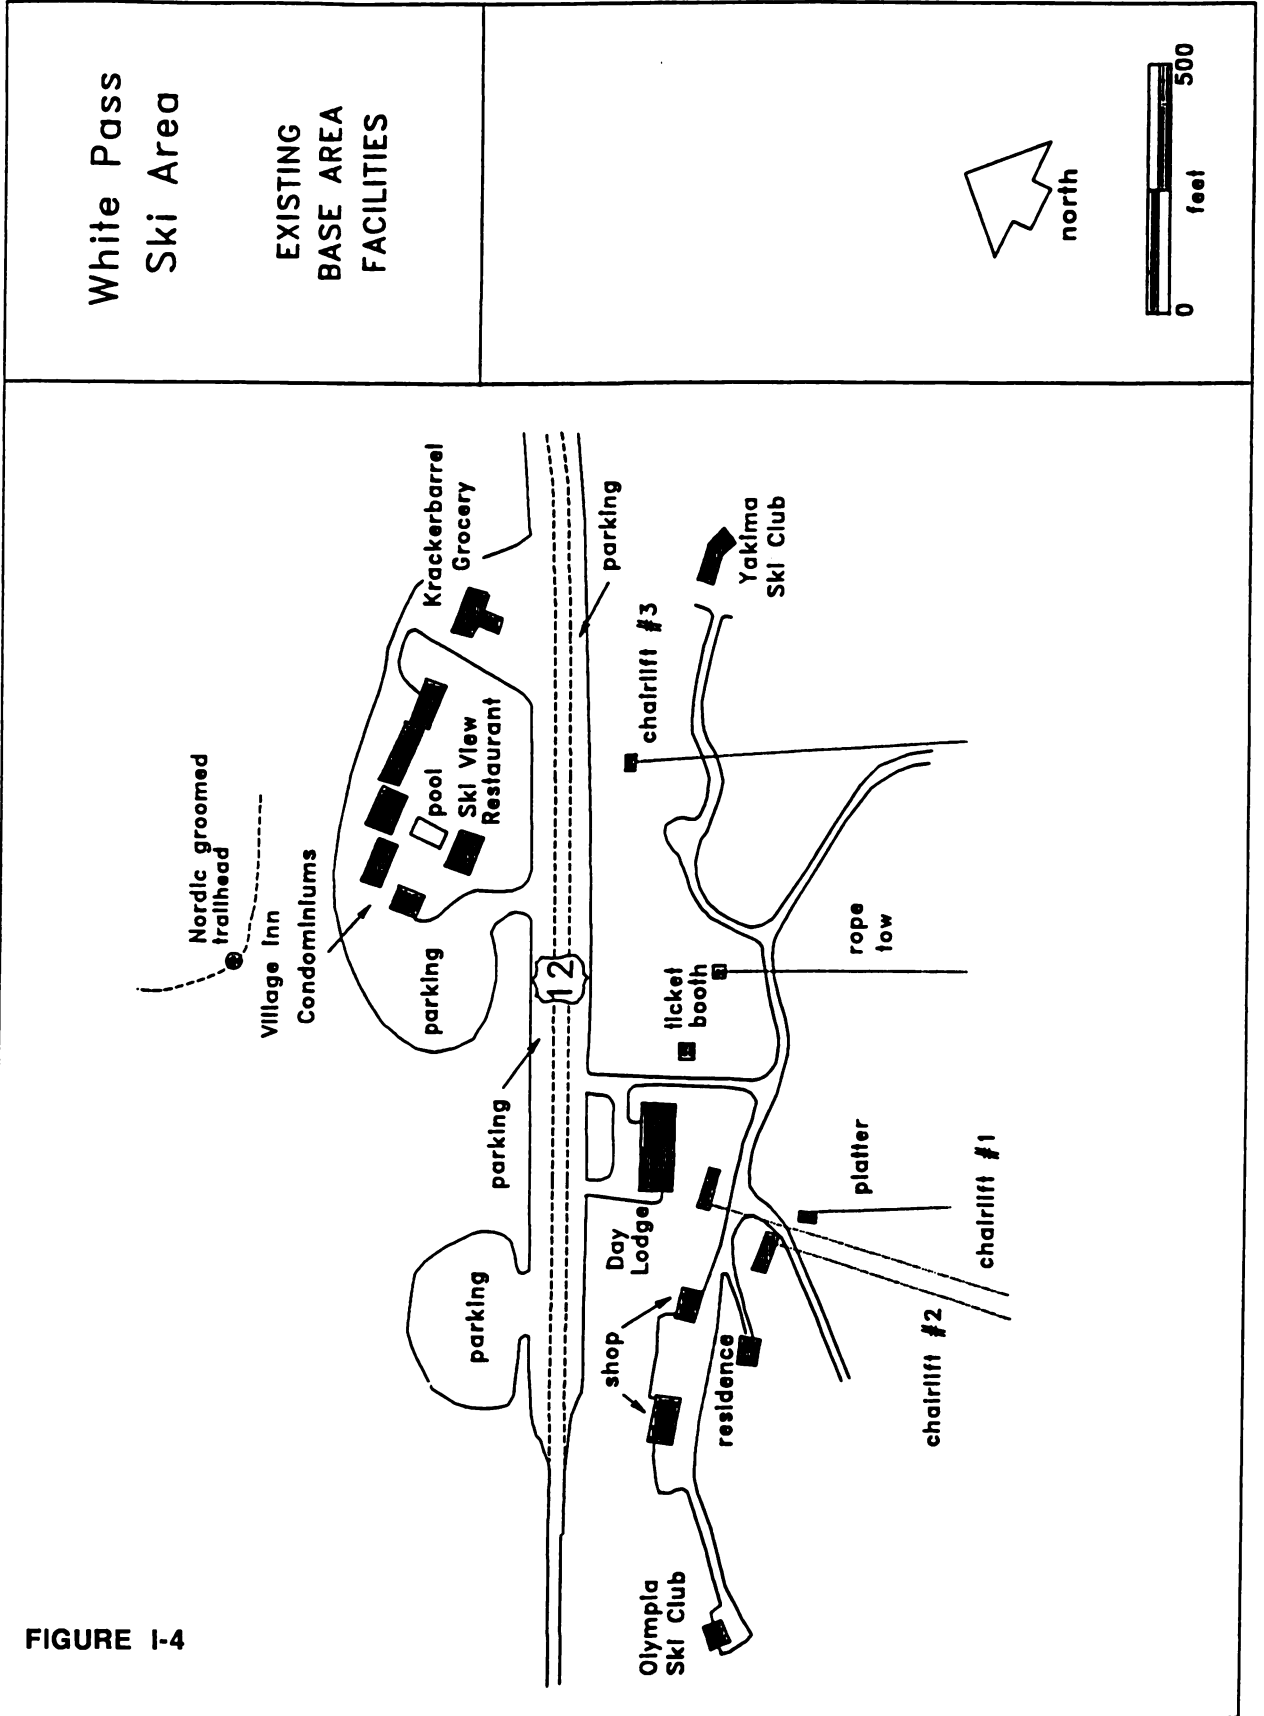 White Pass
Ski Area
EXISTING
BASE AREA
FACILITIES
north
0
500
feet
Krackerbarrel
Grocery
parking
Yakima
Ski Club
chairlift #3
pool
Ski View
Restaurant
Nordic groomed
trailhead
Village Inn
Condominiums
parking
12
rope
tow
ticket
booth
parking
platter
chairlift #1
Day
Lodge
parking
shop
residence
chairlift #2
Olympia
Ski Club
FIGURE I-4